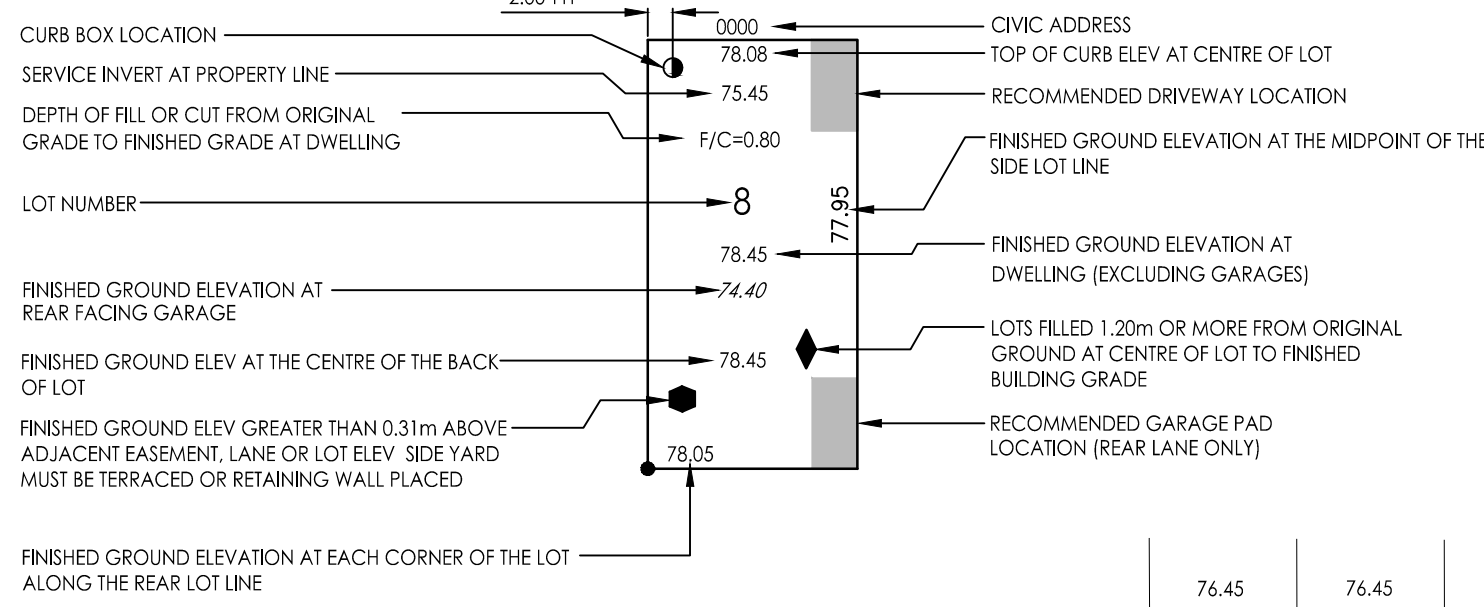 0000
CIVIC ADDRESS
CURB BOX LOCATION
78.08
TOP OF CURB ELEV AT CENTRE OF LOT
SERVICE INVERT AT PROPERTY LINE
75.45
RECOMMENDED DRIVEWAY LOCATION
DEPTH OF FILL OR CUT FROM ORIGINAL
GRADE TO FINISHED GRADE AT DWELLING
F/C=0.80
FINISHED GROUND ELEVATION AT THE MIDPOINT OF THE
SIDE LOT LINE
LOT NUMBER
8
77.95
78.45
FINISHED GROUND ELEVATION AT
DWELLING (EXCLUDING GARAGES)
FINISHED GROUND ELEVATION AT
REAR FACING GARAGE
74.40
LOTS FILLED 1.20m OR MORE FROM ORIGINAL
GROUND AT CENTRE OF LOT TO FINISHED
BUILDING GRADE
FINISHED GROUND ELEV AT THE CENTRE OF THE BACK
OF LOT
78.45
FINISHED GROUND ELEV GREATER THAN 0.31m ABOVE
ADJACENT EASEMENT, LANE OR LOT ELEV SIDE YARD
MUST BE TERRACED OR RETAINING WALL PLACED
RECOMMENDED GARAGE PAD
LOCATION (REAR LANE ONLY)
78.05
FINISHED GROUND ELEVATION AT EACH CORNER OF THE LOT
ALONG THE REAR LOT LINE
76.45
76.45